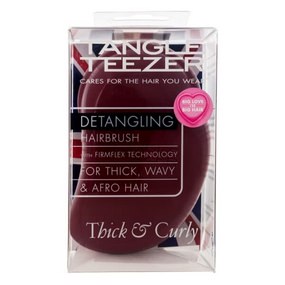 TANGLE
TEEZER
CARES FOR THE HAIR YOU WEAR
DETANGLING
HAIRBRUSH
WITH FIRMFLEX TECHNOLOGY
FOR THICK, WAVY
& AFRO HAIR
Thick & Curly